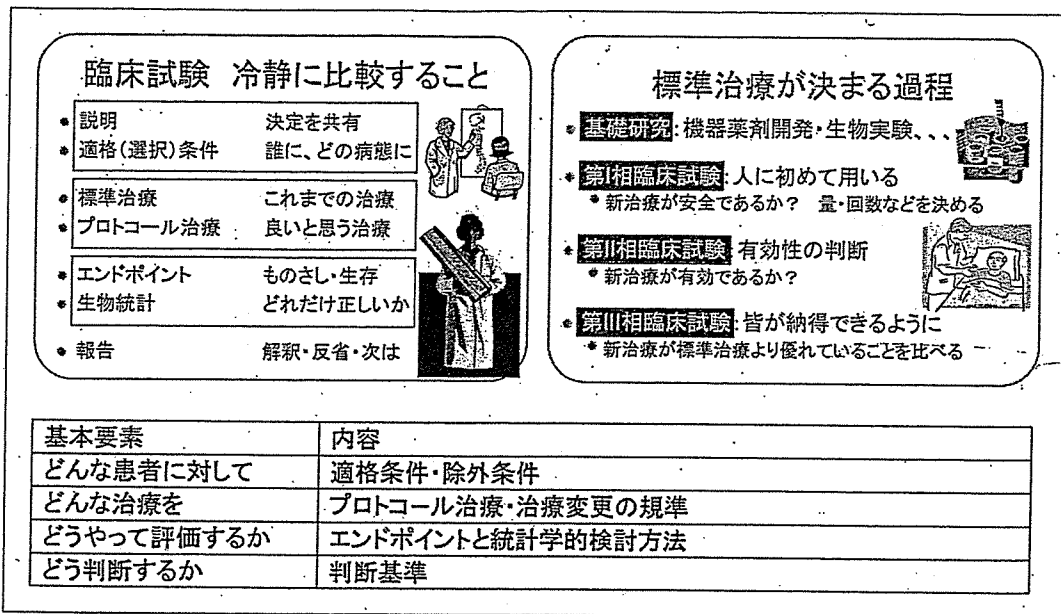 臨床試験 冷静に比較すること
• 説明 決定を共有
• 適格(選択)条件 誰に、どの病態に
• 標準治療 これまでの治療
• プロトコール治療 良いと思う治療
• エンドポイント ものさし・生存
• 生物統計 どれだけ正しいか
• 報告 解釈・反省・次は
標準治療が決まる過程
• 基礎研究:機器薬剤開発・生物実験、、、
• 第I相臨床試験:人に初めて用いる
• 新治療が安全であるか? 量・回数などを決める
• 第II相臨床試験:有効性の判断
• 新治療が有効であるか?
• 第III相臨床試験:皆が納得できるように
• 新治療が標準治療より優れていることを比べる
基本要素 内容
どんな患者に対して 適格条件・除外条件
どんな治療を プロトコール治療・治療変更の規準
どうやって評価するか エンドポイントと統計学的検討方法
どう判断するか 判断基準